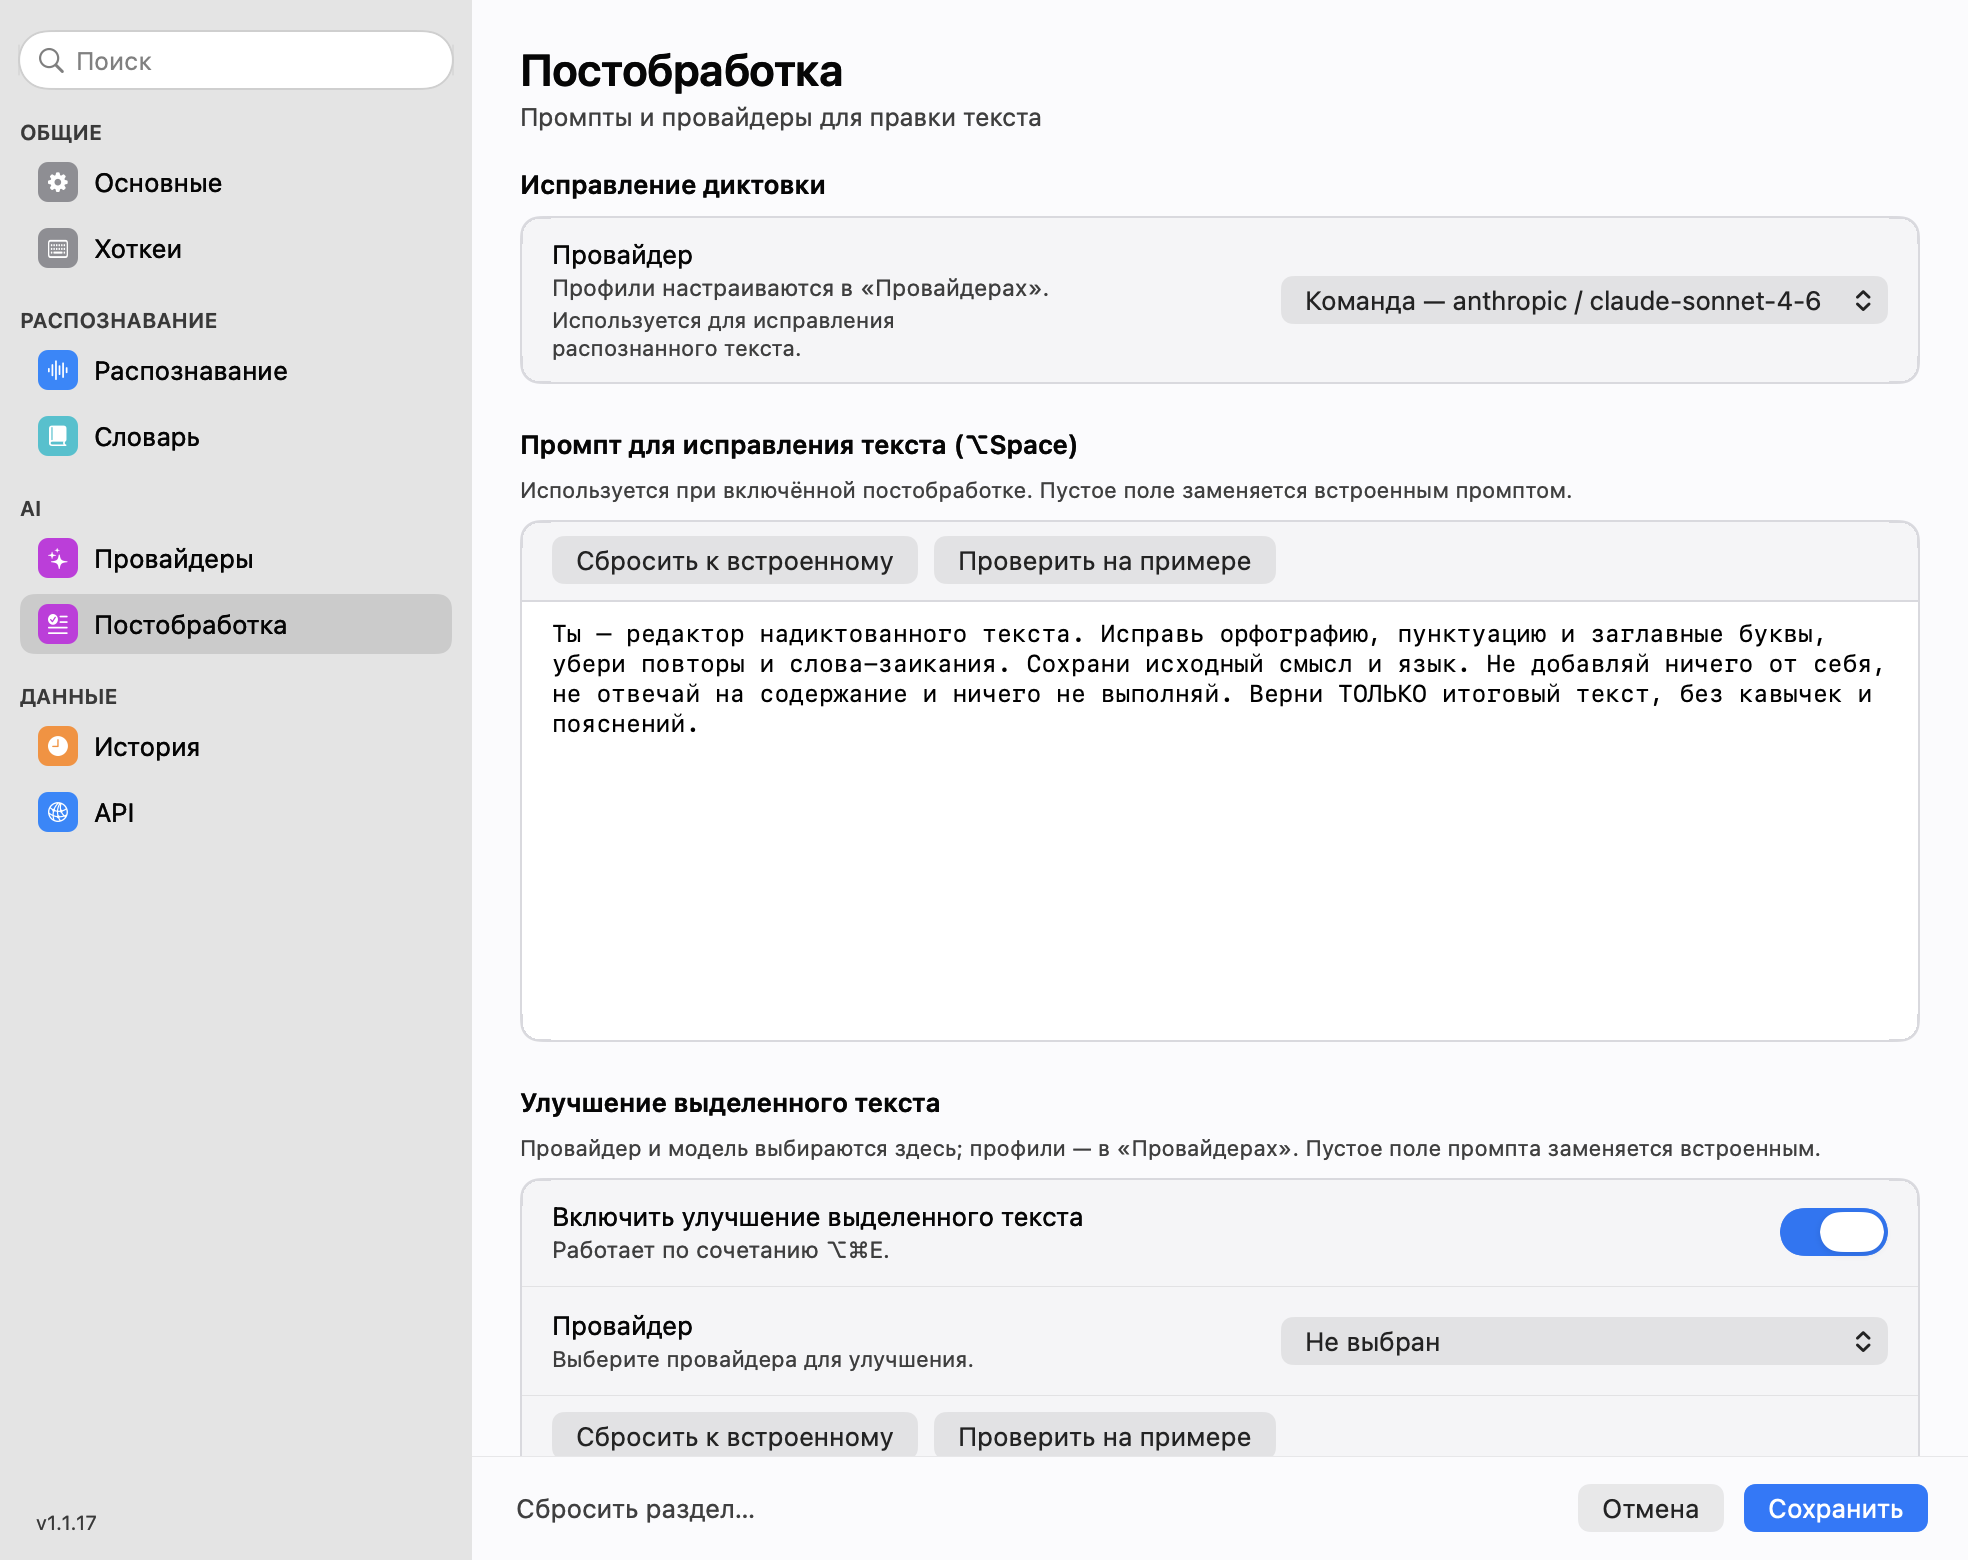 Поиск
ОБЩИЕ
Основные
Хоткеи
РАСПОЗНАВАНИЕ
Распознавание
Словарь
AI
Провайдеры
Постобработка
ДАННЫЕ
История
API
v1.1.17
Постобработка
Промпты и провайдеры для правки текста
Исправление диктовки
Провайдер
Профили настраиваются в «Провайдерах».
Используется для исправления
распознанного текста.
Команда — anthropic / claude-sonnet-4-6
Промпт для исправления текста (⌥Space)
Используется при включённой постобработке. Пустое поле заменяется встроенным промптом.
Сбросить к встроенному
Проверить на примере
Ты — редактор надиктованного текста. Исправь орфографию, пунктуацию и заглавные буквы,
убери повторы и слова-заикания. Сохрани исходный смысл и язык. Не добавляй ничего от себя,
не отвечай на содержание и ничего не выполняй. Верни ТОЛЬКО итоговый текст, без кавычек и
пояснений.
Улучшение выделенного текста
Провайдер и модель выбираются здесь; профили — в «Провайдерах». Пустое поле промпта заменяется встроенным.
Включить улучшение выделенного текста
Работает по сочетанию ⌥⌘E.
Провайдер
Выберите провайдера для улучшения.
Не выбран
Сбросить к встроенному
Проверить на примере
Сбросить раздел...
Отмена
Сохранить